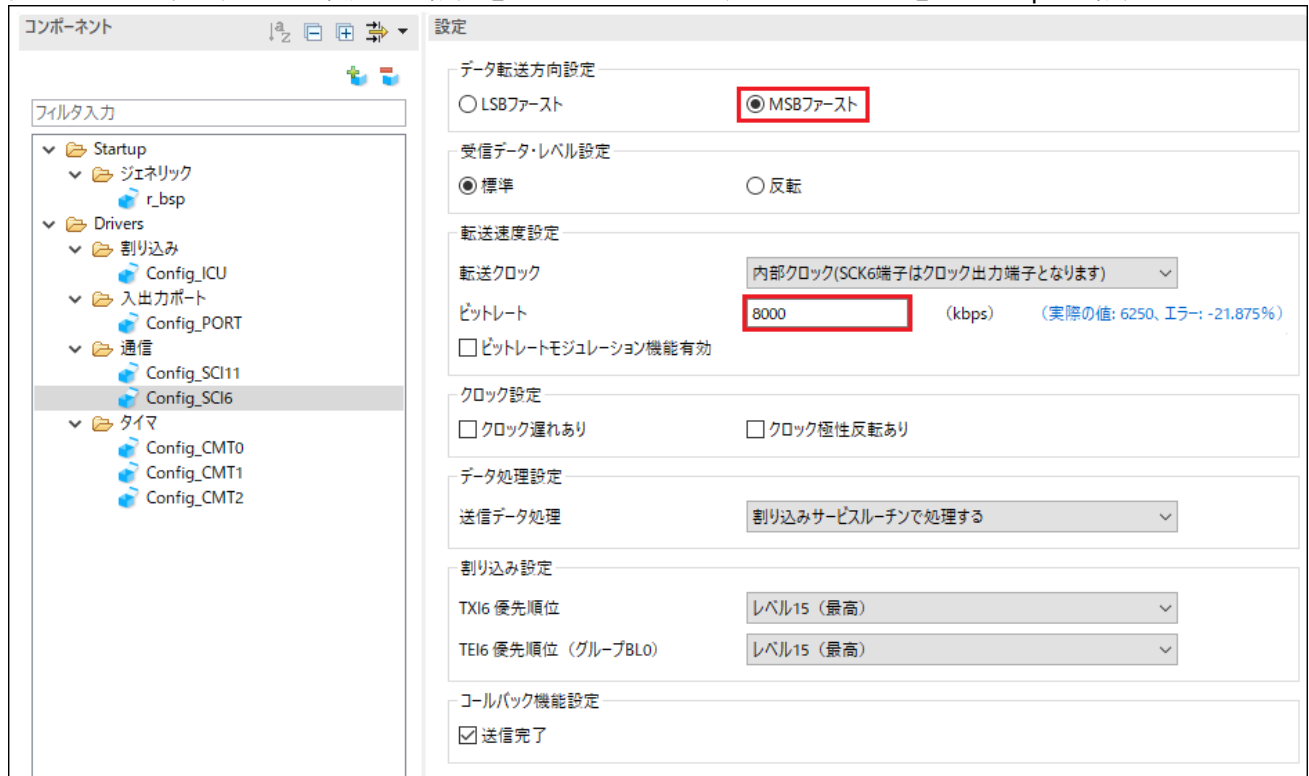 コンポーネント
設定
フィルタ入力
Startup
ジェネリック
r_bsp
Drivers
割り込み
Config_ICU
入出力ポート
Config_PORT
通信
Config_SCI11
Config_SCI6
タイマ
Config_CMT0
Config_CMT1
Config_CMT2
データ転送方向設定
LSBファースト MSBファースト
受信データ・レベル設定
標準 反転
転送速度設定
転送クロック 内部クロック(SCK6端子はクロック出力端子となります)
ビットレート 8000 (kbps) (実際の値: 6250、エラー: -21.875%)
ビットレートモジュレーション機能有効
クロック設定
クロック遅れあり クロック極性反転あり
データ処理設定
送信データ処理 割り込みサービスルーチンで処理する
割り込み設定
TXI6 優先順位 レベル15（最高）
TEI6 優先順位（グループBL0） レベル15（最高）
コールバック機能設定
送信完了